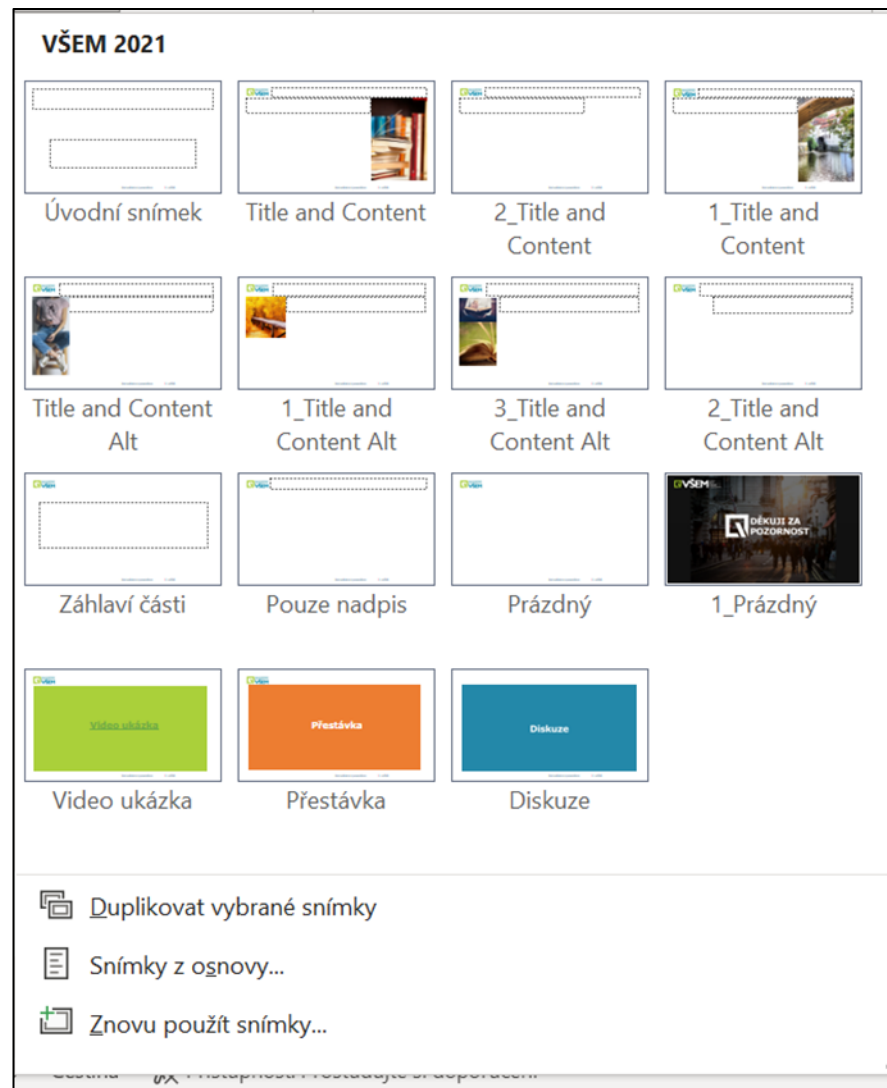 VŠEM 2021
Úvodní snímek
Title and Content
2_Title and
Content
1_Title and
Content
Title and Content
Alt
1_Title and
Content Alt
3_Title and
Content Alt
2_Title and
Content Alt
Záhlaví části
Pouze nadpis
Prázdný
VŠEM
DĚKUJI ZA
POZORNOST
1_Prázdný
Video ukázka
Přestávka
Diskuze
Video ukázka
Přestávka
Diskuze
Duplikovat vybrané snímky
Snímky z osnovy...
Znovu použít snímky...